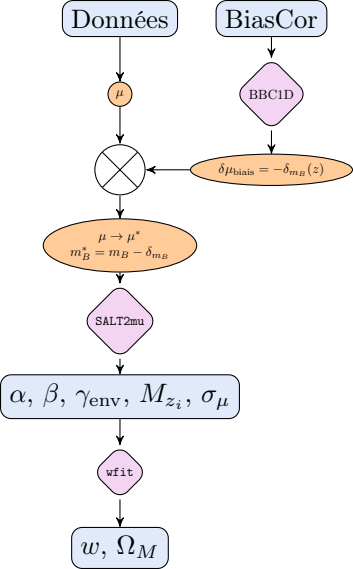 Données
BiasCor
μ
BBC1D
δμ_biais = −δ_{m_B}(z)
μ → μ*
m*_B = m_B − δ_{m_B}
SALT2mu
α, β, γ_env, M_{z_i}, σ_μ
wfit
w, Ω_M